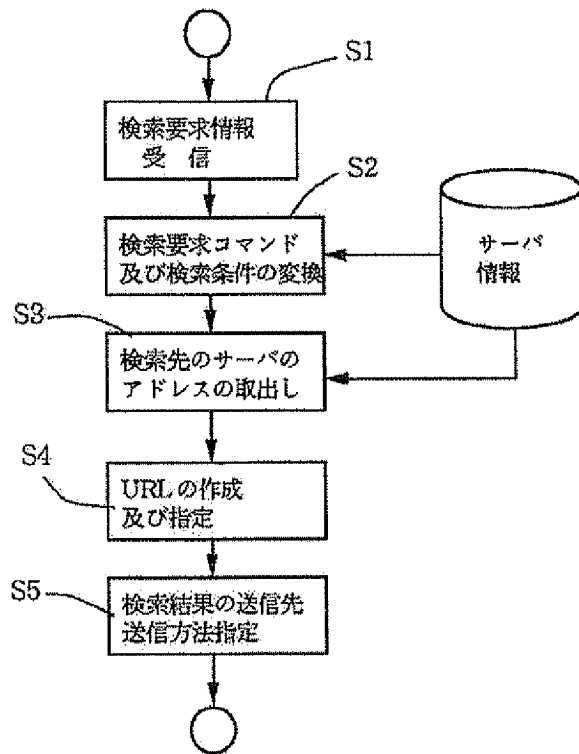 S1
検索要求情報
受 信
S2
検索要求コマンド
及び検索条件の変換
サーバ
情報
S3
検索先のサーバの
アドレスの取出し
S4
URLの作成
及び指定
S5
検索結果の送信先
送信方法指定